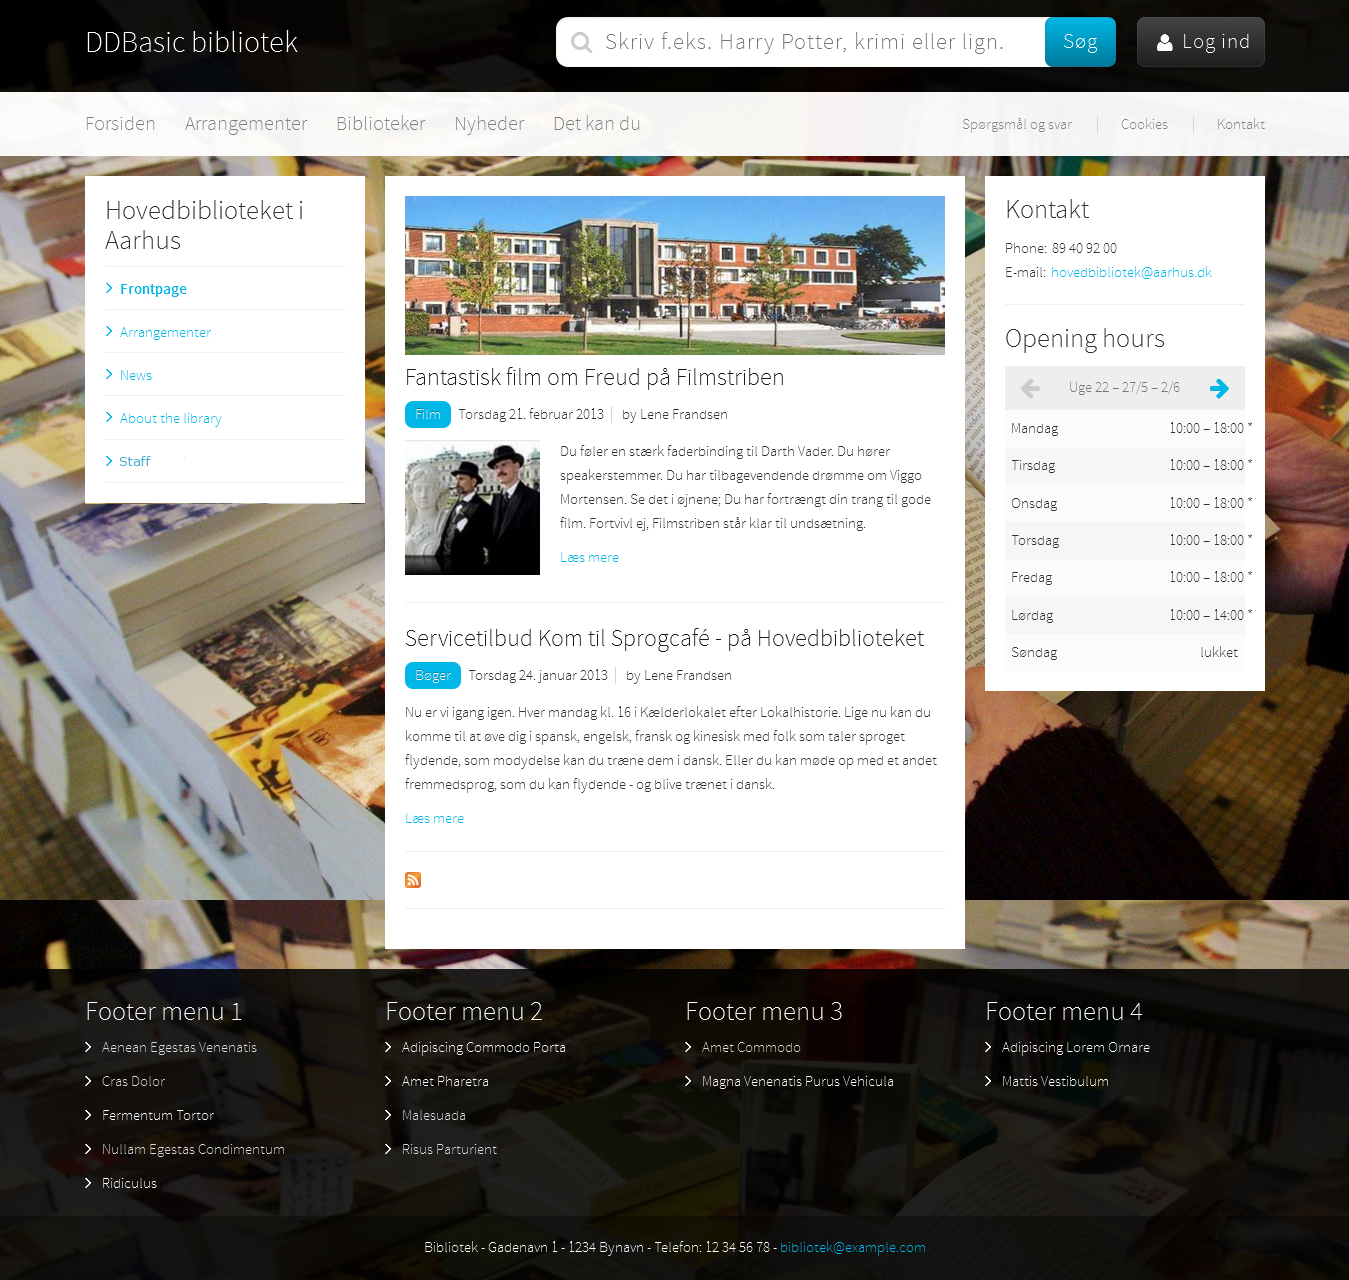 DDBasic bibliotek
Skriv f.eks. Harry Potter, krimi eller lign.
Søg
Log ind
Forsiden
Arrangementer
Biblioteker
Nyheder
Det kan du
Spørgsmål og svar
Cookies
Kontakt
Hovedbiblioteket i
Aarhus
Frontpage
Arrangementer
News
About the library
Staff
Fantastisk film om Freud på Filmstriben
Film Torsdag 21. februar 2013 by Lene Frandsen
Du føler en stærk faderbinding til Darth Vader. Du hører
speakerstemmer. Du har tilbagevendende drømme om Viggo
Mortensen. Se det i øjnene; Du har fortrængt din trang til gode
film. Fortvivl ej, Filmstriben står klar til undsætning.
Læs mere
Servicetilbud Kom til Sprogcafé - på Hovedbiblioteket
Bøger Torsdag 24. januar 2013 by Lene Frandsen
Nu er vi igang igen. Hver mandag kl. 16 i Kælderlokalet efter Lokalhistorie. Lige nu kan du
komme til at øve dig i spansk, engelsk, fransk og kinesisk med folk som taler sproget
flydende, som modydelse kan du træne dem i dansk. Eller du kan møde op med et andet
fremmedsprog, som du kan flydende - og blive trænet i dansk.
Læs mere
Kontakt
Phone: 89 40 92 00
E-mail: hovedbibliotek@aarhus.dk
Opening hours
Uge 22 – 27/5 – 2/6
Mandag 10:00 – 18:00 *
Tirsdag 10:00 – 18:00 *
Onsdag 10:00 – 18:00 *
Torsdag 10:00 – 18:00 *
Fredag 10:00 – 18:00 *
Lørdag 10:00 – 14:00 *
Søndag lukket
Footer menu 1
Aenean Egestas Venenatis
Cras Dolor
Fermentum Tortor
Nullam Egestas Condimentum
Ridiculus
Footer menu 2
Adipiscing Commodo Porta
Amet Pharetra
Malesuada
Risus Parturient
Footer menu 3
Amet Commodo
Magna Venenatis Purus Vehicula
Footer menu 4
Adipiscing Lorem Ornare
Mattis Vestibulum
Bibliotek - Gadenavn 1 - 1234 Bynavn - Telefon: 12 34 56 78 - bibliotek@example.com